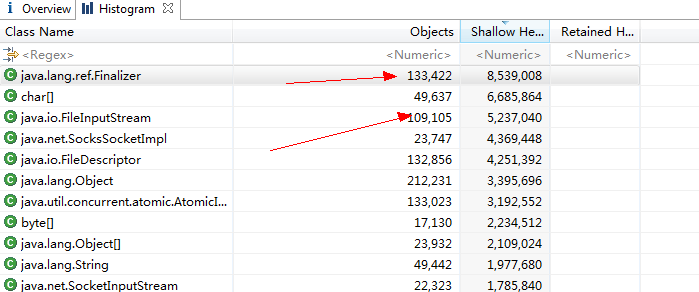 i Overview Histogram
Class Name Objects Shallow He... Retained H...
<Regex> <Numeric> <Numeric> <Numeric>
java.lang.ref.Finalizer 133,422 8,539,008
char[] 49,637 6,685,864
java.io.FileInputStream 109,105 5,237,040
java.net.SocksSocketImpl 23,747 4,369,448
java.io.FileDescriptor 132,856 4,251,392
java.lang.Object 212,231 3,395,696
java.util.concurrent.atomic.AtomicI... 133,023 3,192,552
byte[] 17,130 2,234,512
java.lang.Object[] 23,932 2,109,024
java.lang.String 49,442 1,977,680
java.net.SocketInputStream 22,323 1,785,840